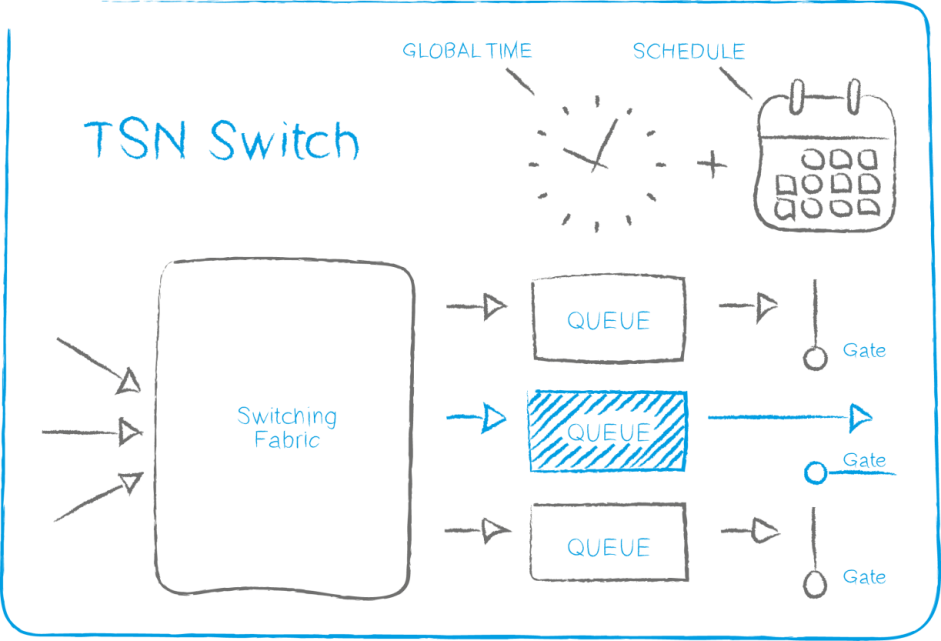 GLOBAL TIME
SCHEDULE
TSN Switch
QUEUE
Gate
Switching
Fabric
QUEUE
Gate
QUEUE
Gate